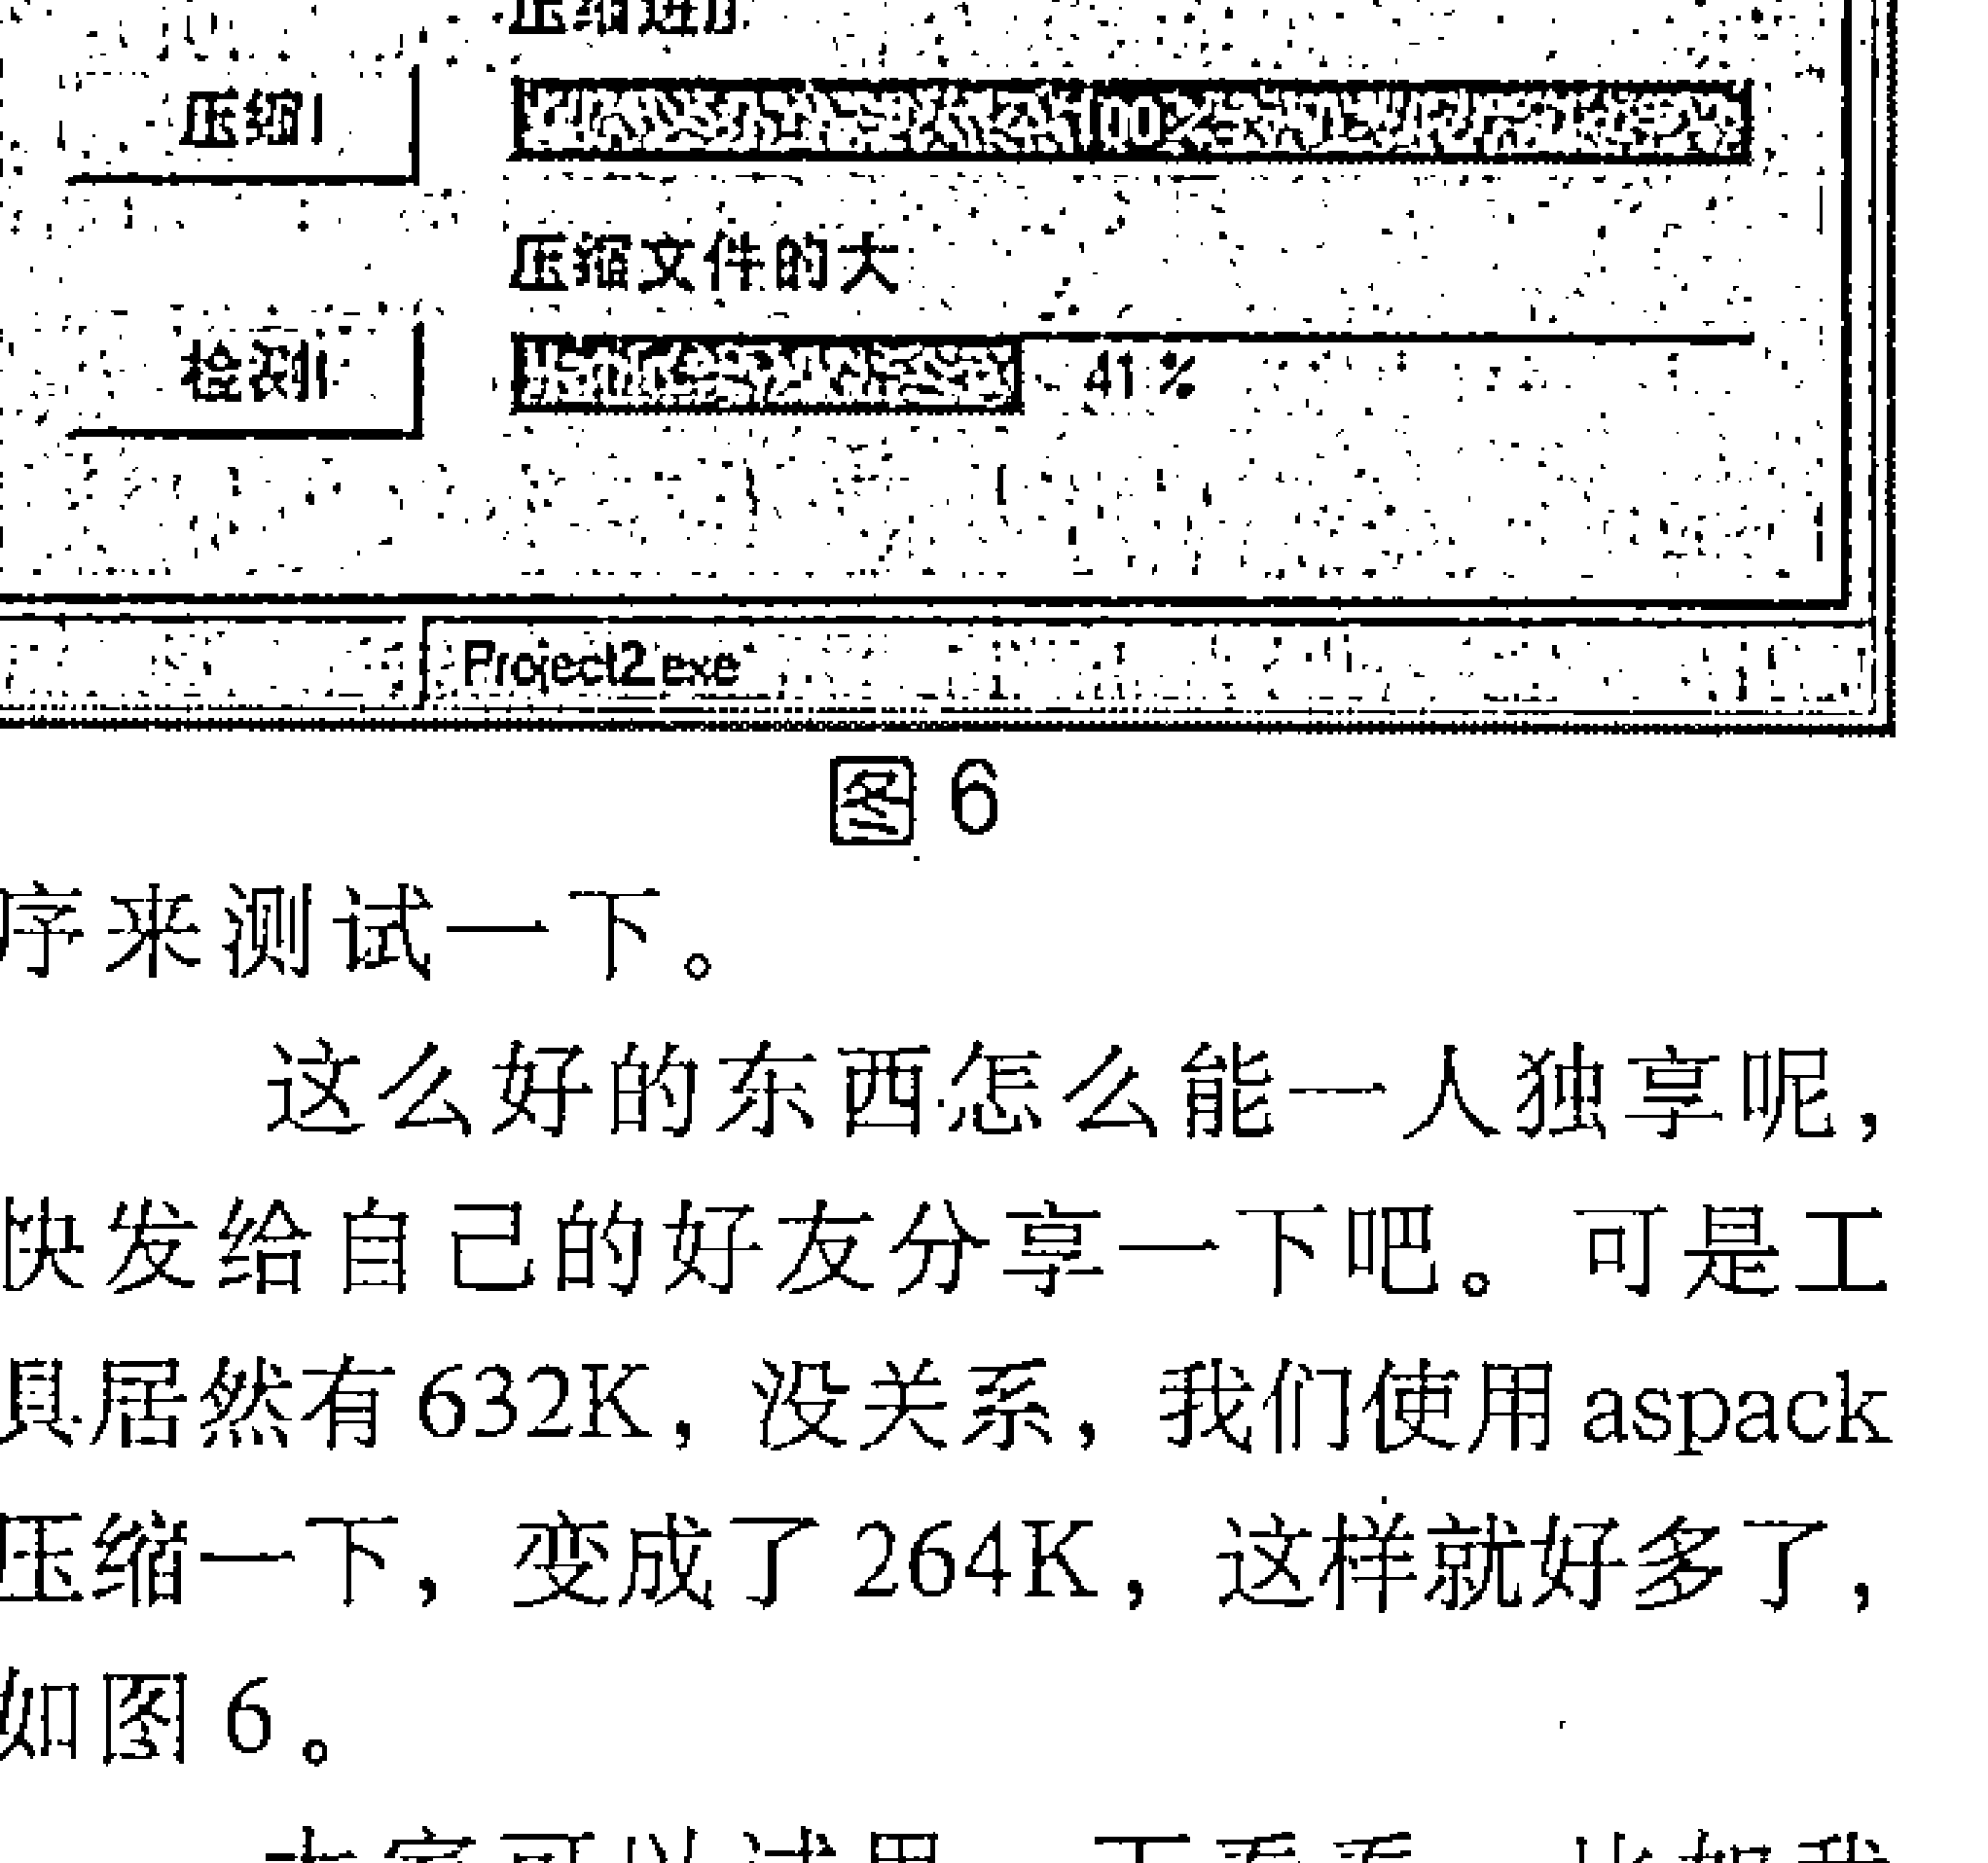 压缩进
压缩
100%
压缩文件的大
检测
41 %
Project2.exe
图 6
序来测试一下。
这么好的东西怎么能一人独享呢，
快发给自己的好友分享一下吧。可是工
具居然有632K，没关系，我们使用aspack
压缩一下，变成了264K，这样就好多了，
如图6。